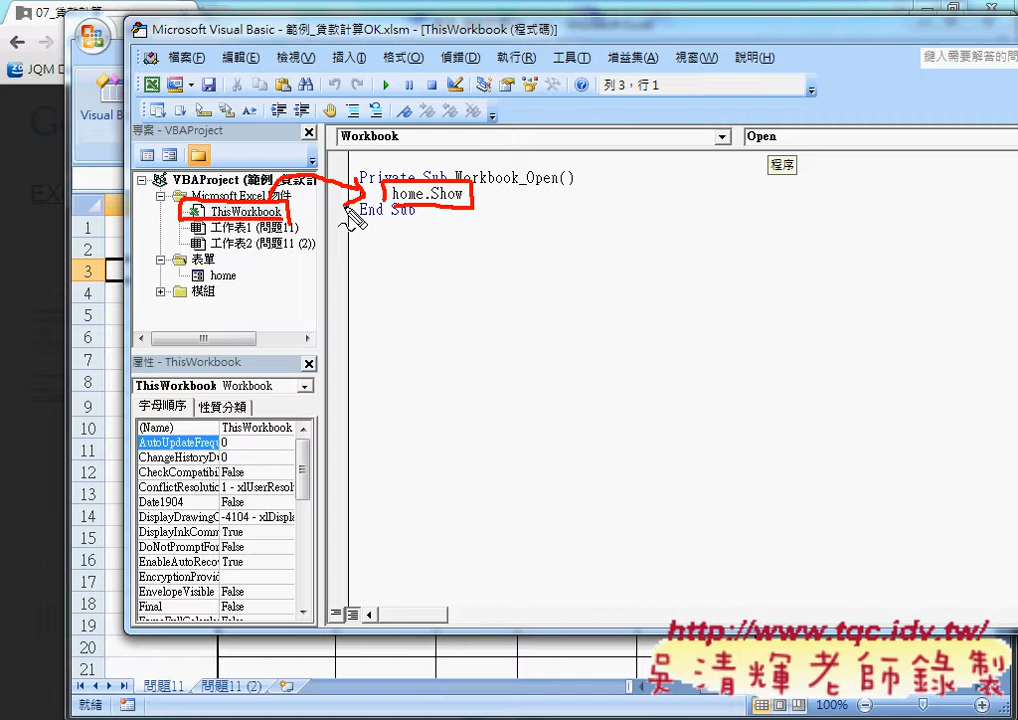 07_貨款計算
JQM D
Microsoft Visual Basic - 範例_貨款計算OK.xlsm - [ThisWorkbook (程式碼)]
檔案(F) 編輯(E) 檢視(V) 插入(I) 格式(O) 偵錯(D) 執行(R) 工具(T) 增益集(A) 視窗(W) 說明(H)
鍵入需解答的問
列 3，行 1
Visual B
專案 - VBAProject
Workbook
Open
程序
VBAProject (範例_貨款計
Microsoft Excel 物件
ThisWorkbook
工作表1 (問題11)
工作表2 (問題11 (2))
表單
home
模組
Private Sub Workbook_Open()
home.Show
End Sub
屬性 - ThisWorkbook
ThisWorkbook Workbook
字母順序 性質分類
(Name) ThisWorkbook
AutoUpdateFrequ 0
ChangeHistoryDu 0
CheckCompatibi False
ConflictResolutio 1 - xlUserResol
Date1904 False
DisplayDrawingO -4104 - xlDispla
DisplayInkComm True
DoNotPromptFor False
EnableAutoReco True
EncryptionProvid
EnvelopeVisible False
Final False
1
2
3
4
5
6
7
8
9
10
11
12
13
14
15
16
17
18
19
20
21
http://www.tqc.idv.tw/
吳清輝老師錄製
問題11 問題11 (2)
就緒
100%